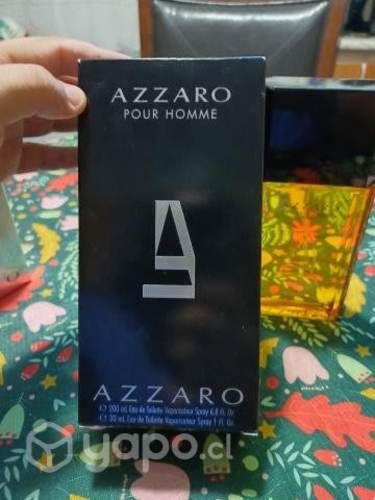 AZZARO
POUR HOMME
AZZARO
℮ 200 ml Eau de Toilette Vaporisateur Spray 6.8 fl. Oz
℮ 30 ml Eau de Toilette Vaporisateur Spray 1 fl. Oz
yapo.cl